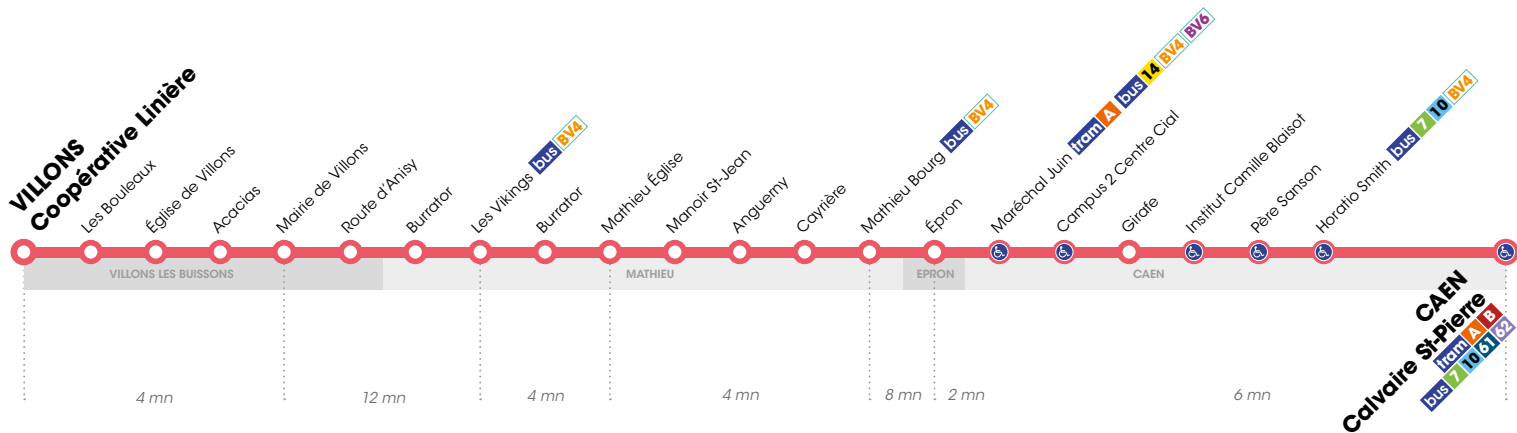 VILLONS
Coopérative Linière
Les Bouleaux
Église de Villons
Acacias
Mairie de Villons
Route d'Anisy
Burrator
Les Vikings bus BV4
Burrator
Mathieu Église
Manoir St-Jean
Anguerny
Cayrière
Mathieu Bourg bus BV4
Épron
Maréchal Juin tram A bus 14 BV4 BV6
Campus 2 Centre Cial
Girafe
Institut Camille Blaisot
Père Sanson
Horatio Smith bus 7 10 BV4
CAEN
Calvaire St-Pierre
tram A B
bus 7 10 61 62
VILLONS LES BUISSONS
MATHIEU
EPRON
CAEN
4 mn
12 mn
4 mn
4 mn
8 mn
2 mn
6 mn